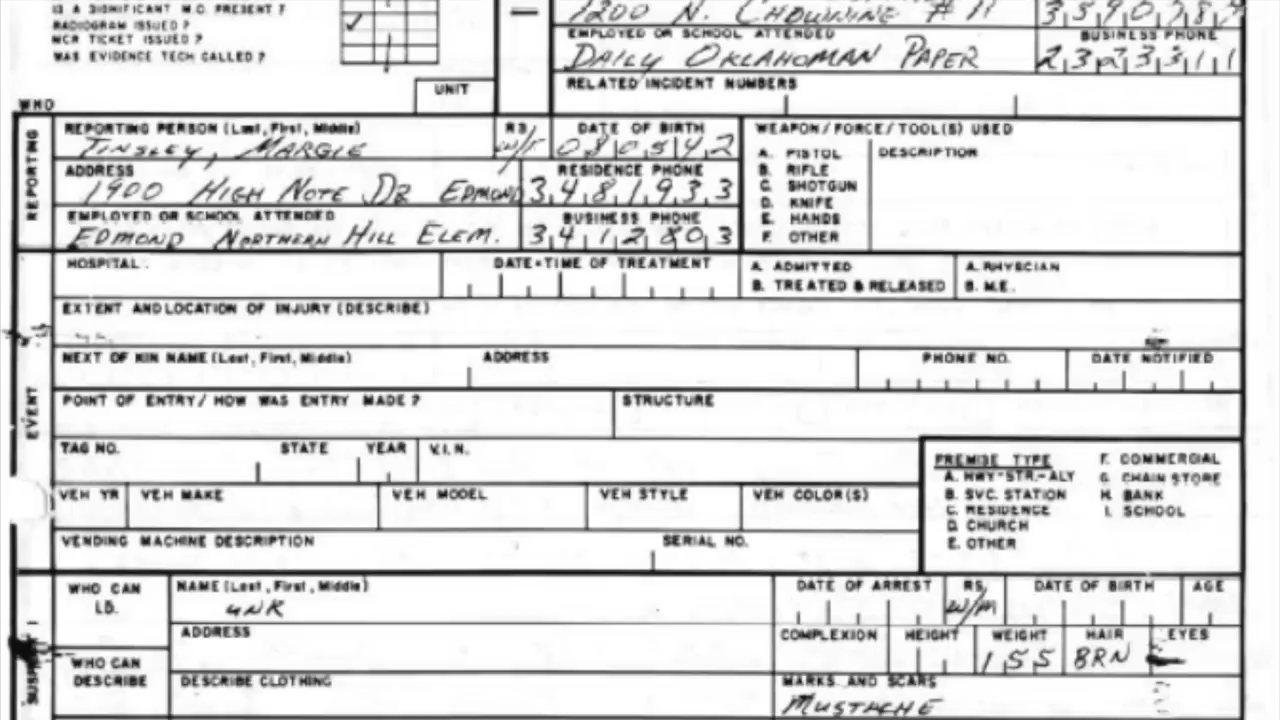 IS A SIGNIFICANT M.O. PRESENT?
RADIOGRAM ISSUED? ✓
MCR TICKET ISSUED?
WAS EVIDENCE TECH CALLED?
1200 N. # 11
EMPLOYED OR SCHOOL ATTENDED BUSINESS PHONE
DAILY OKLAHOMAN PAPER 2323311
UNIT RELATED INCIDENT NUMBERS
WHO
REPORTING
REPORTING PERSON (Last, First, Middle) RS DATE OF BIRTH WEAPON/FORCE/TOOL(S) USED
TINSLEY, MARGIE W/F 080542
A. PISTOL DESCRIPTION
ADDRESS RESIDENCE PHONE B. RIFLE
1900 HIGH NOTE DR EDMOND 3481933 C. SHOTGUN
D. KNIFE
EMPLOYED OR SCHOOL ATTENDED BUSINESS PHONE E. HANDS
EDMOND NORTHERN HILL ELEM. 3412803 F. OTHER
EVENT
HOSPITAL DATE-TIME OF TREATMENT A. ADMITTED A. PHYSICIAN
B. TREATED & RELEASED B. M.E.
EXTENT AND LOCATION OF INJURY (DESCRIBE)
NEXT OF KIN NAME (Last, First, Middle) ADDRESS PHONE NO. DATE NOTIFIED
POINT OF ENTRY/ HOW WAS ENTRY MADE? STRUCTURE
TAG NO. STATE YEAR V.I.N.
PREMISE TYPE F. COMMERCIAL
A. HWY-STR.-ALY G. CHAIN STORE
VEH YR VEH MAKE VEH MODEL VEH STYLE VEH COLOR(S) B. SVC. STATION H. BANK
C. RESIDENCE I. SCHOOL
D. CHURCH
VENDING MACHINE DESCRIPTION SERIAL NO. E. OTHER
SUSPECT 1
WHO CAN I.D. NAME (Last, First, Middle) DATE OF ARREST RS DATE OF BIRTH AGE
UNK W/M
ADDRESS COMPLEXION HEIGHT WEIGHT HAIR EYES
155 BRN
WHO CAN DESCRIBE DESCRIBE CLOTHING MARKS AND SCARS
MUSTACHE